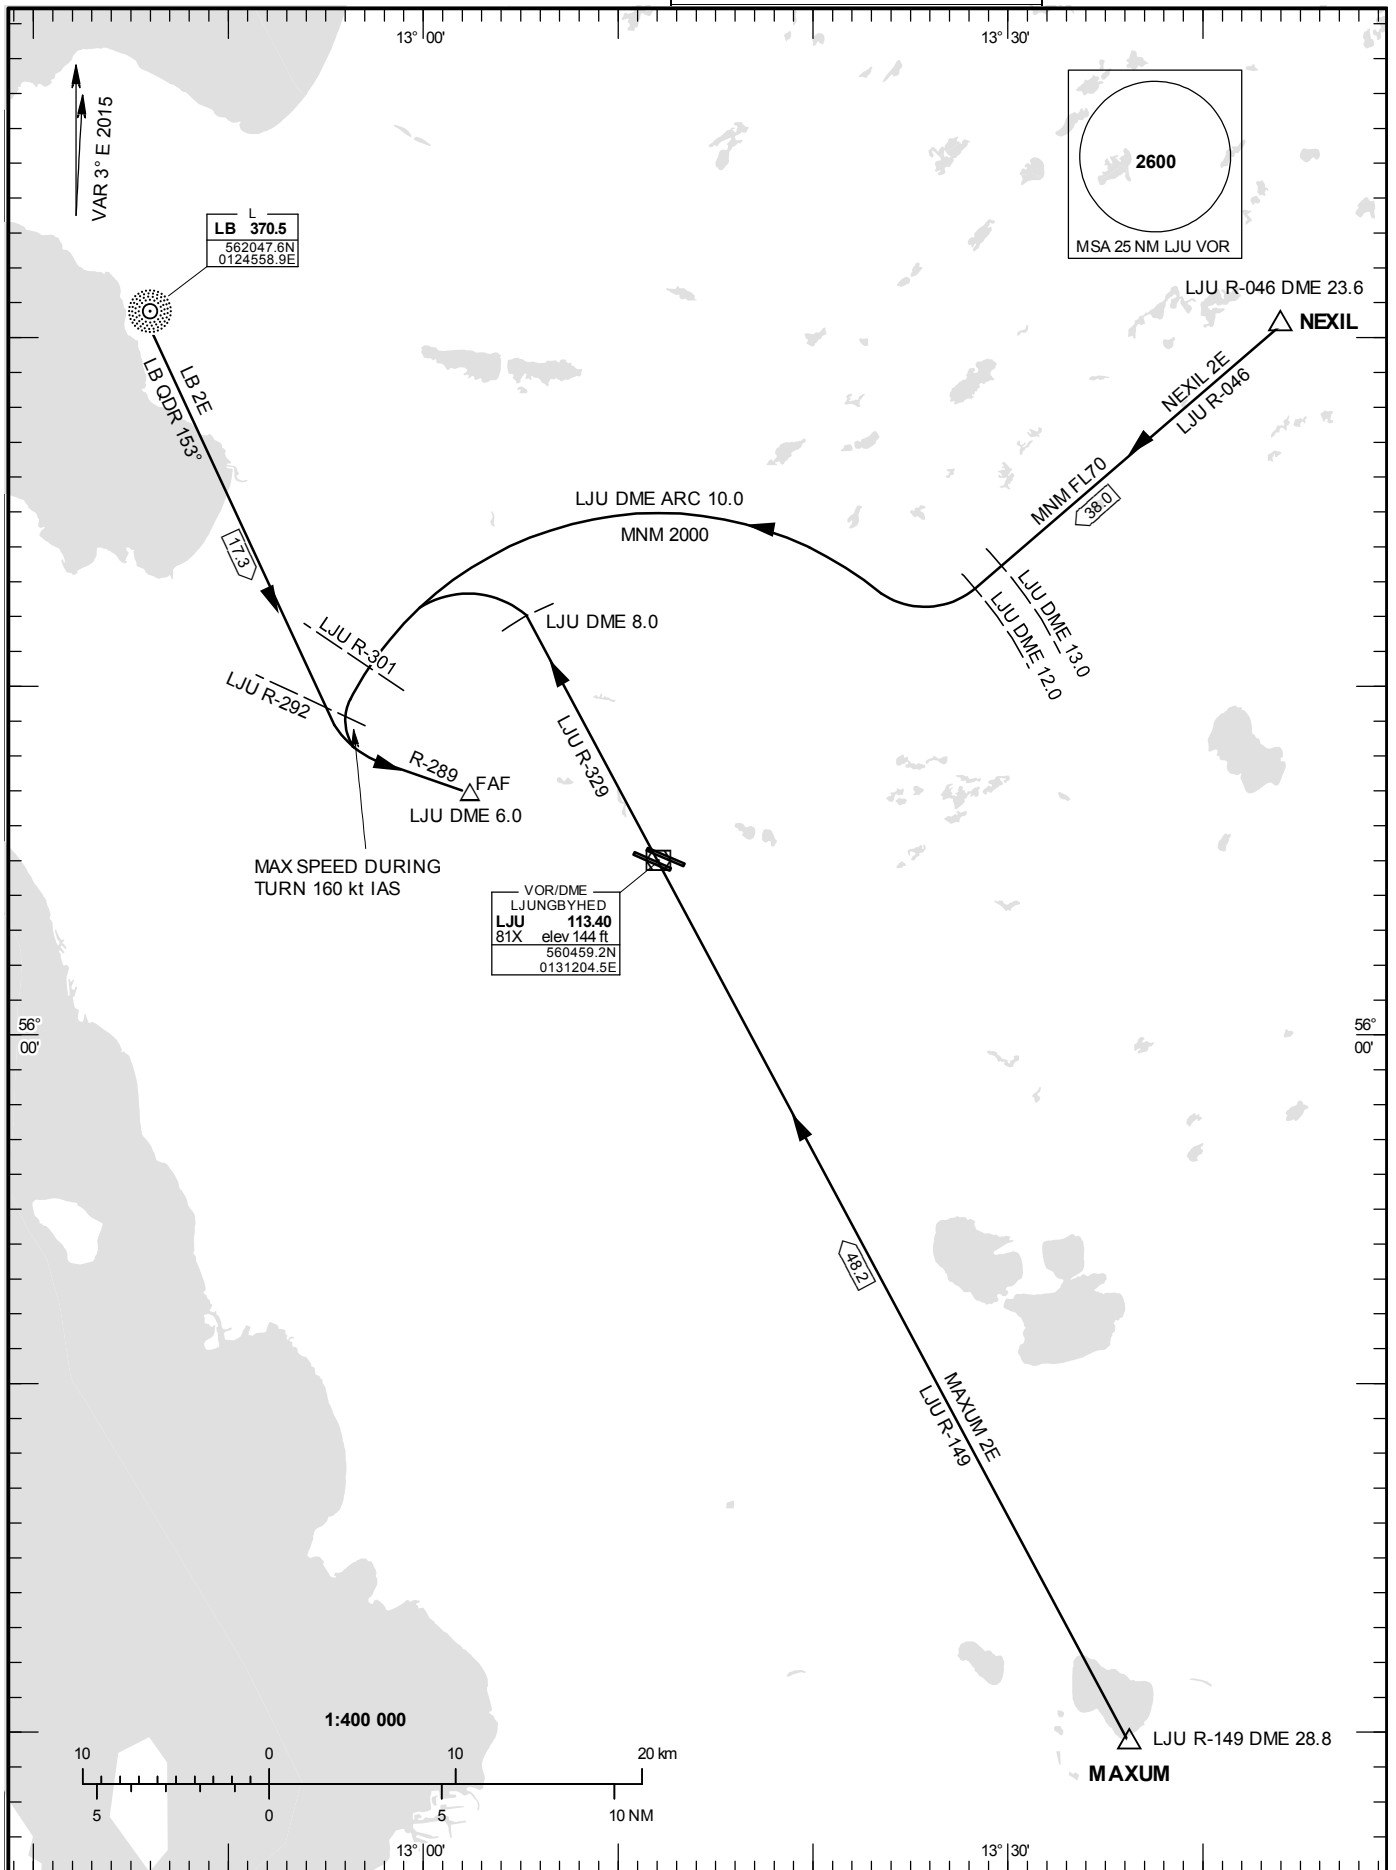 13° 00'
13° 30'
VAR 3° E 2015
2600
MSA 25 NM LJU VOR
L
LB 370.5
562047.6N
0124558.9E
LJU R-046 DME 23.6
NEXIL
NEXIL 2E
LJU R-046
MNM FL70
38.0
LB 2E
LB QDR 153°
17.3
LJU DME ARC 10.0
MNM 2000
LJU DME 13.0
LJU DME 12.0
LJU DME 8.0
LJU R-301
LJU R-292
LJU R-329
R-289
FAF
LJU DME 6.0
MAX SPEED DURING
TURN 160 kt IAS
VOR/DME
LJUNGBYHED
LJU 113.40
81X elev 144 ft
560459.2N
0131204.5E
56°
00'
56°
00'
48.2
MAXUM 2E
LJU R-149
1:400 000
LJU R-149 DME 28.8
MAXUM
10 0 10 20 km
5 0 5 10 NM
13° 00'
13° 30'